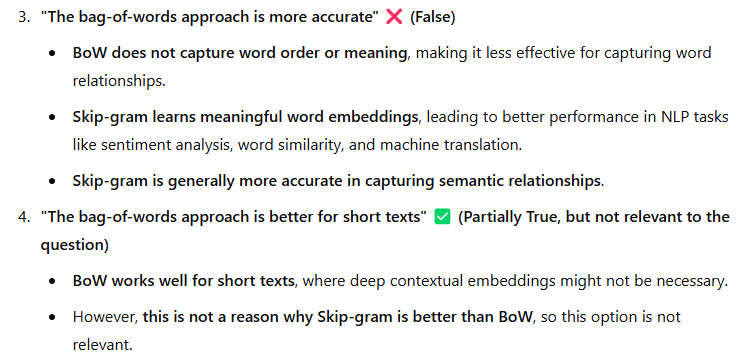 3. "The bag-of-words approach is more accurate" ❌ (False)
• BoW does not capture word order or meaning, making it less effective for capturing word
relationships.
• Skip-gram learns meaningful word embeddings, leading to better performance in NLP tasks
like sentiment analysis, word similarity, and machine translation.
• Skip-gram is generally more accurate in capturing semantic relationships.
4. "The bag-of-words approach is better for short texts" ✅ (Partially True, but not relevant to the
question)
• BoW works well for short texts, where deep contextual embeddings might not be necessary.
• However, this is not a reason why Skip-gram is better than BoW, so this option is not
relevant.